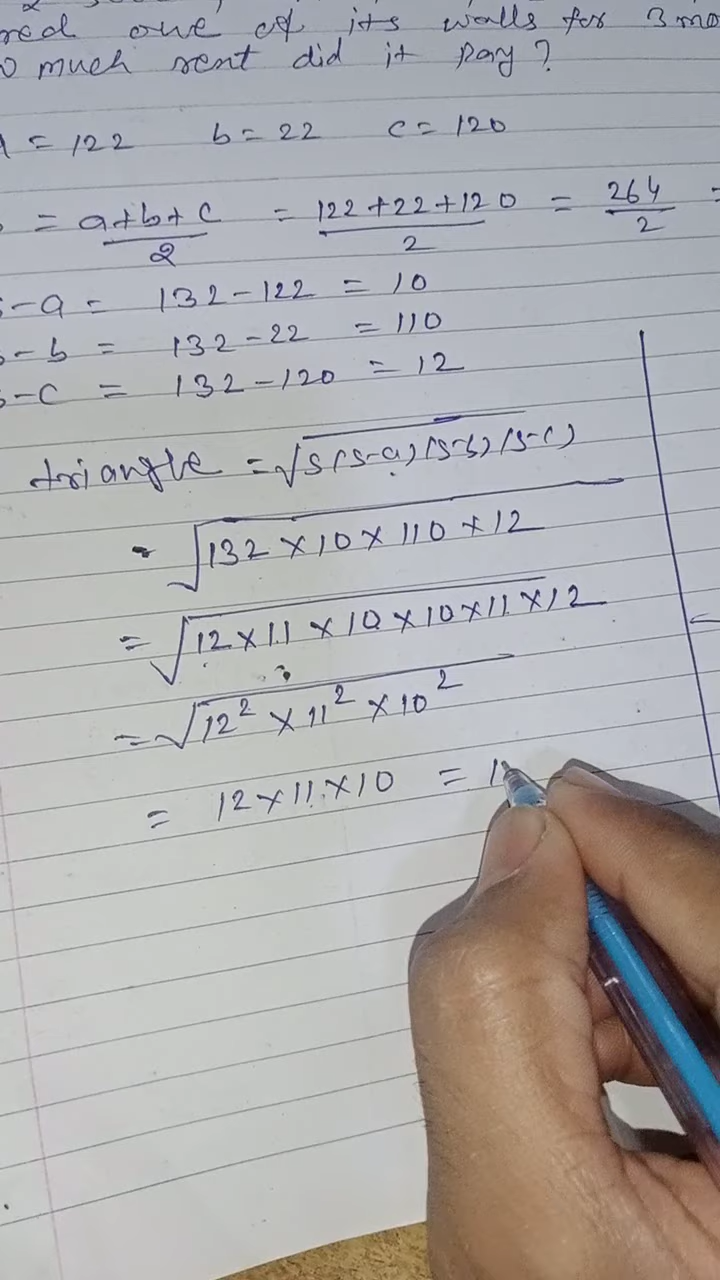 one of its walls for 3
much rent did it pay?
= 122 b = 22 c = 120
= a+b+c/2 = 122+22+120/2 = 264/2 =
s-a = 132-122 = 10
s-b = 132-22 = 110
s-c = 132-120 = 12
triangle = √s(s-a)(s-b)(s-c)
= √132×10×110×12
= √12×11×10×10×11×12
= √12²×11²×10²
= 12×11×10 = 1